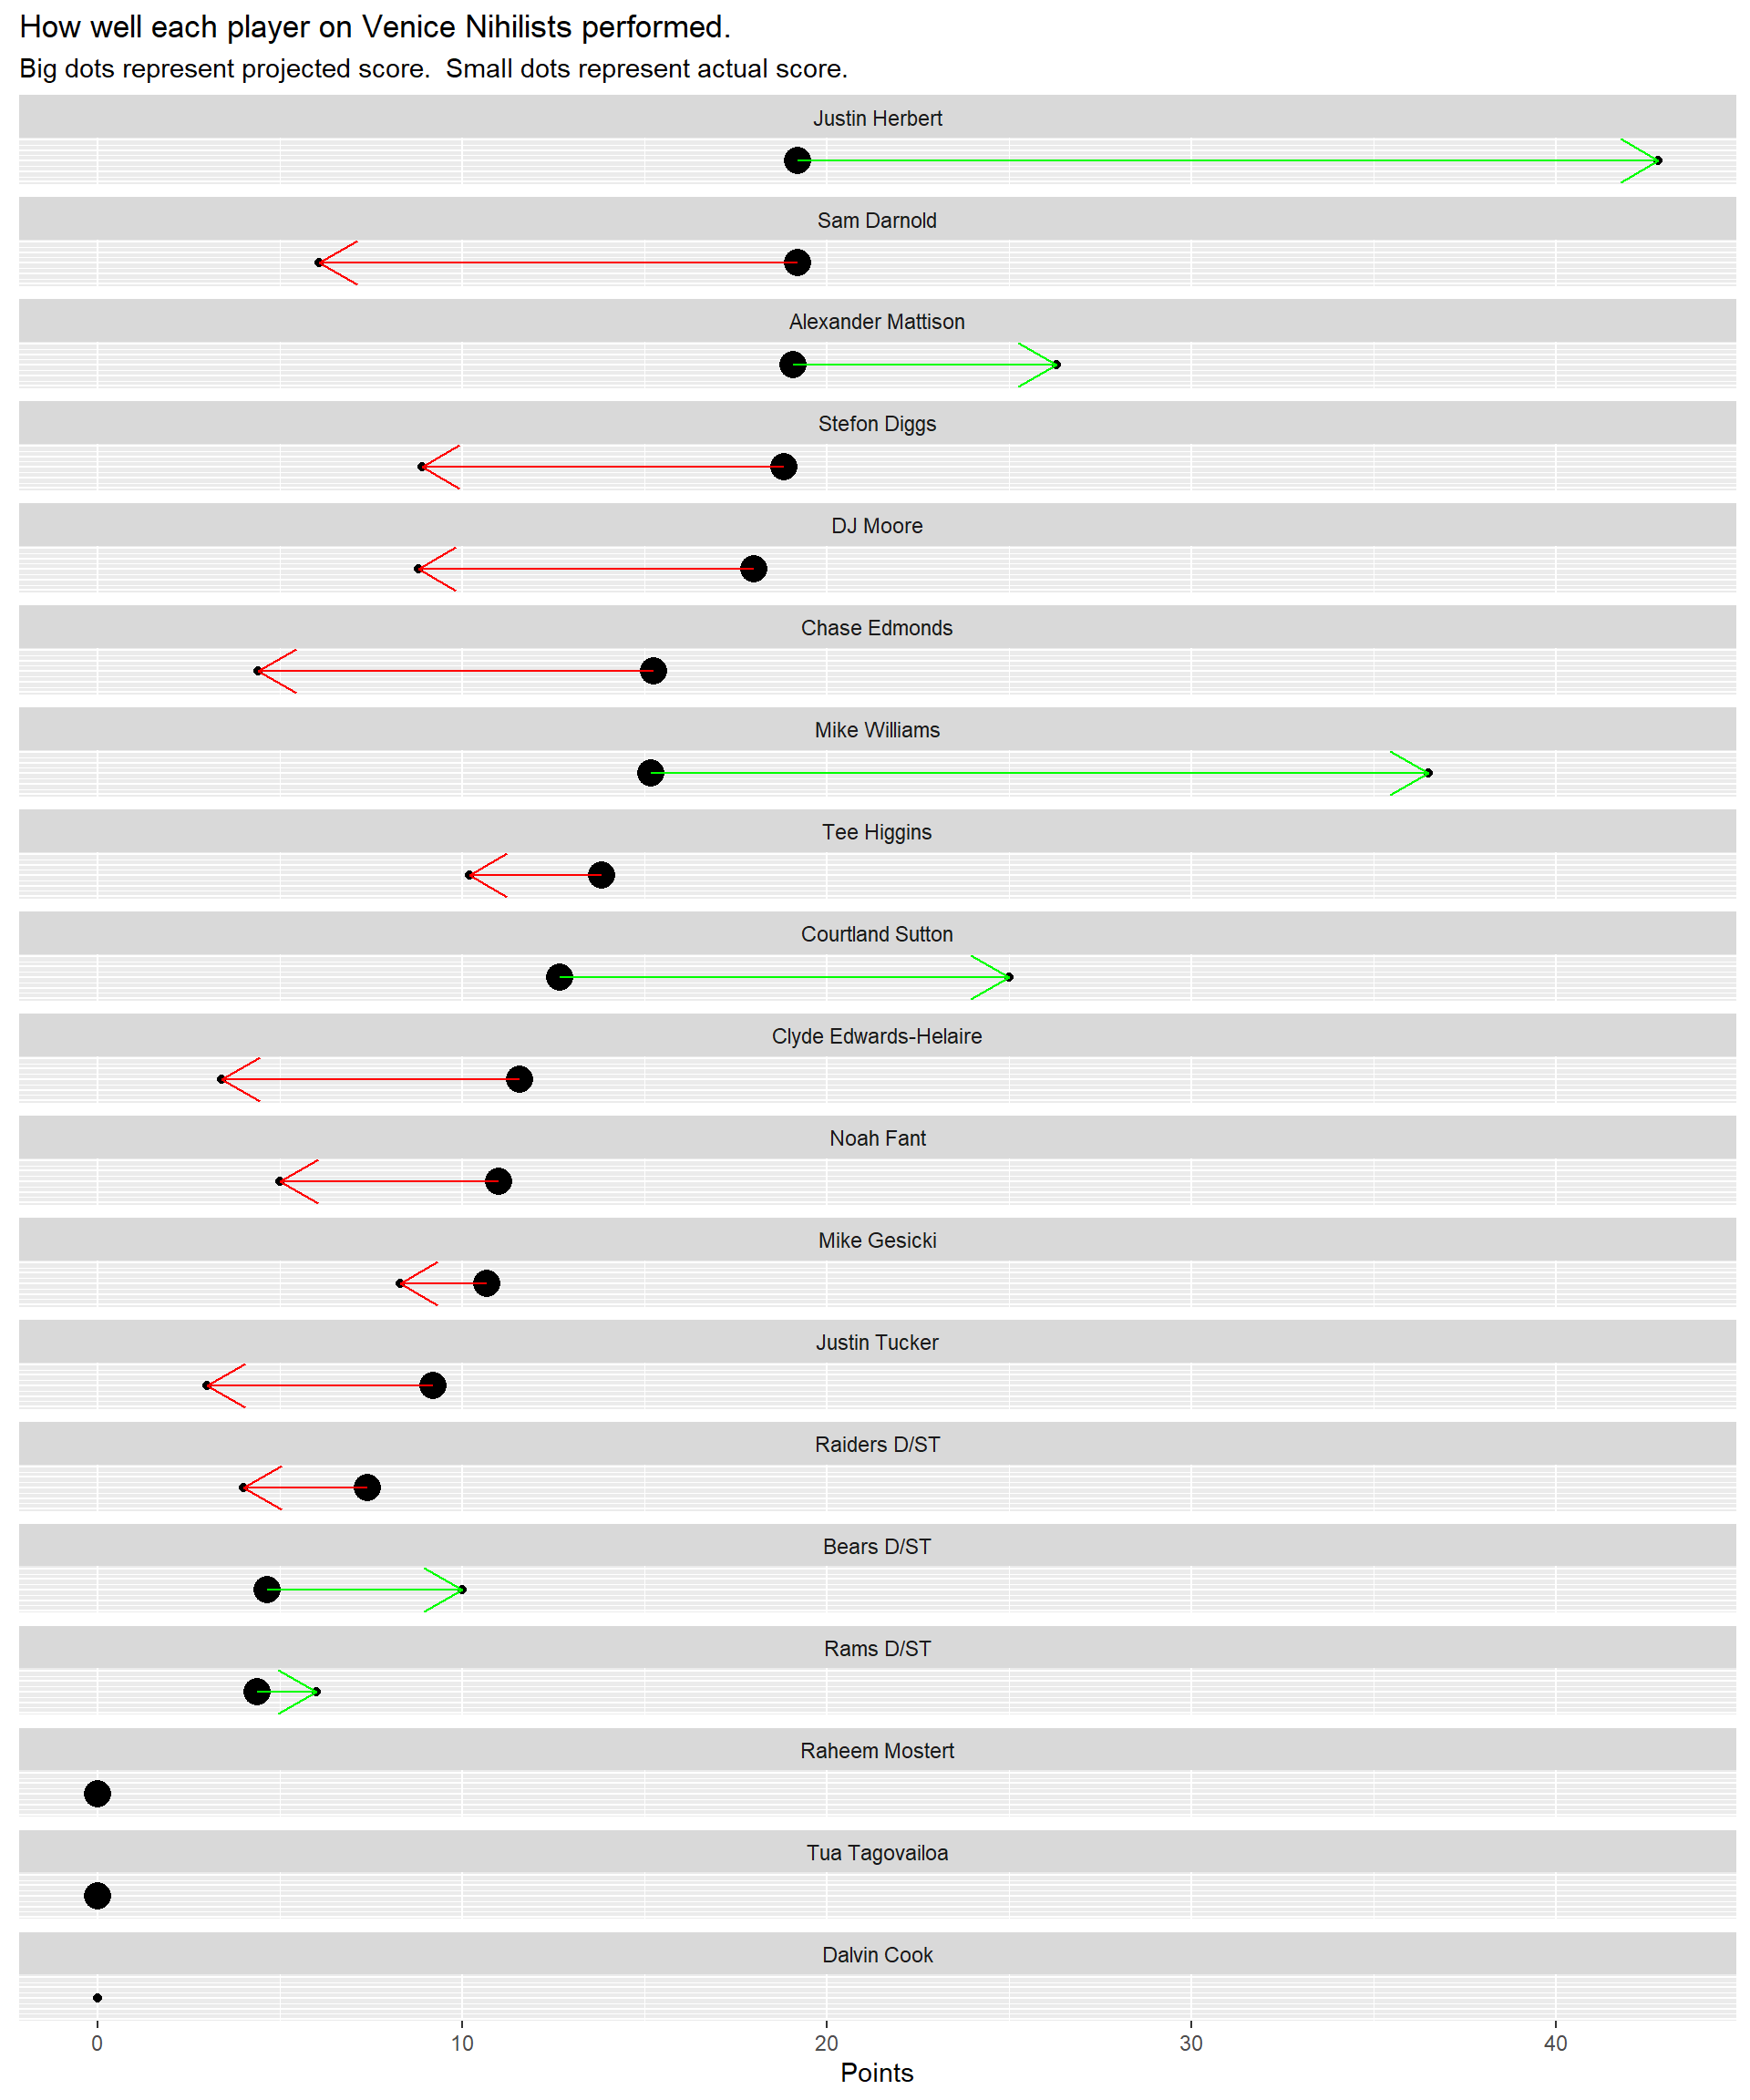 How well each player on Venice Nihilists performed.
Big dots represent projected score.  Small dots represent actual score.
Justin Herbert
Sam Darnold
Alexander Mattison
Stefon Diggs
DJ Moore
Chase Edmonds
Mike Williams
Tee Higgins
Courtland Sutton
Clyde Edwards-Helaire
Noah Fant
Mike Gesicki
Justin Tucker
Raiders D/ST
Bears D/ST
Rams D/ST
Raheem Mostert
Tua Tagovailoa
Dalvin Cook
0 10 20 30 40
Points